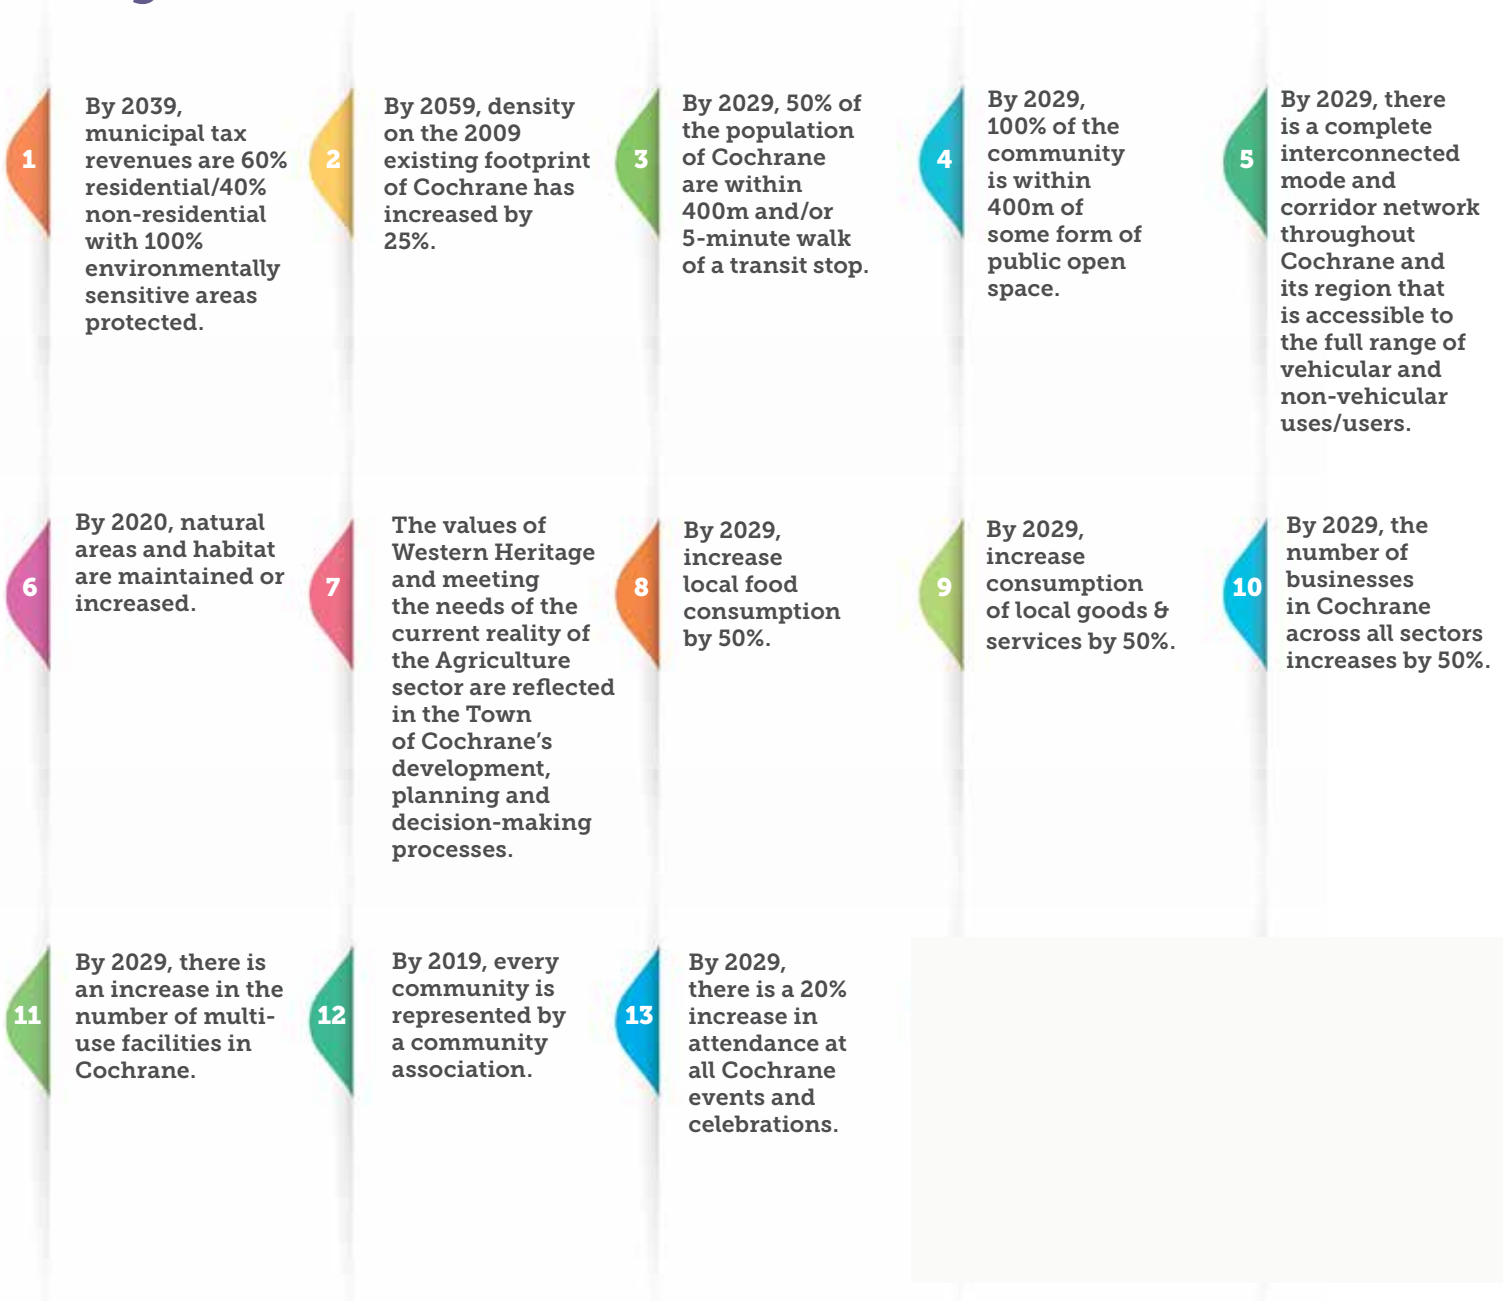 1
By 2039,
municipal tax
revenues are 60%
residential/40%
non-residential
with 100%
environmentally
sensitive areas
protected.
2
By 2059, density
on the 2009
existing footprint
of Cochrane has
increased by
25%.
3
By 2029, 50% of
the population
of Cochrane
are within
400m and/or
5-minute walk
of a transit stop.
4
By 2029,
100% of the
community
is within
400m of
some form of
public open
space.
5
By 2029, there
is a complete
interconnected
mode and
corridor network
throughout
Cochrane and
its region that
is accessible to
the full range of
vehicular and
non-vehicular
uses/users.
6
By 2020, natural
areas and habitat
are maintained or
increased.
7
The values of
Western Heritage
and meeting
the needs of the
current reality of
the Agriculture
sector are reflected
in the Town
of Cochrane’s
development,
planning and
decision-making
processes.
8
By 2029,
increase
local food
consumption
by 50%.
9
By 2029,
increase
consumption
of local goods &
services by 50%.
10
By 2029, the
number of
businesses
in Cochrane
across all sectors
increases by 50%.
11
By 2029, there is
an increase in the
number of multi-
use facilities in
Cochrane.
12
By 2019, every
community is
represented by
a community
association.
13
By 2029,
there is a 20%
increase in
attendance at
all Cochrane
events and
celebrations.